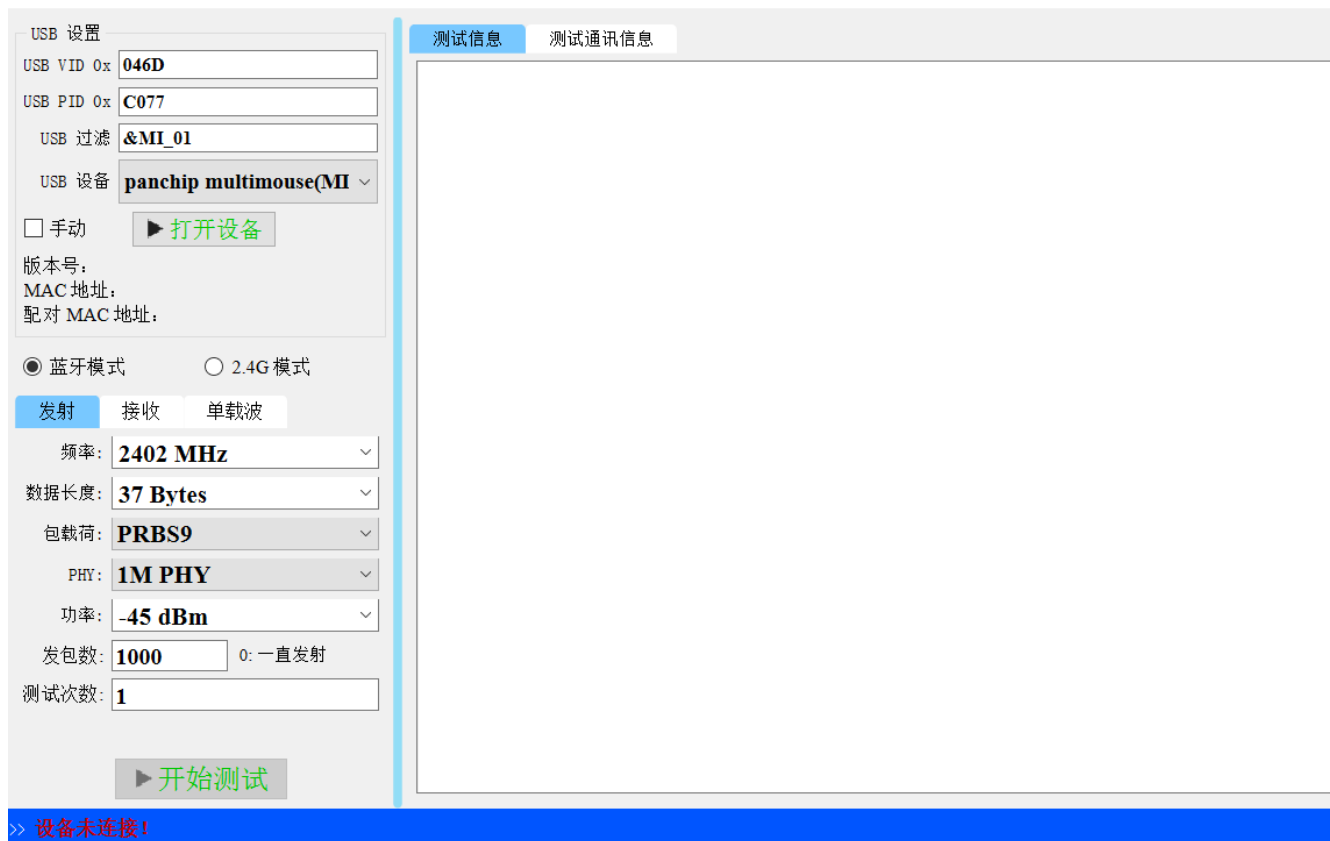 USB 设置
USB VID 0x 046D
USB PID 0x C077
USB 过滤 &MI_01
USB 设备 panchip multimouse(MI
手动 打开设备
版本号:
MAC 地址:
配对 MAC 地址:
蓝牙模式 2.4G 模式
发射 接收 单载波
频率: 2402 MHz
数据长度: 37 Bytes
包载荷: PRBS9
PHY: 1M PHY
功率: -45 dBm
发包数: 1000 0: 一直发射
测试次数: 1
开始测试
测试信息 测试通讯信息
>> 设备未连接!